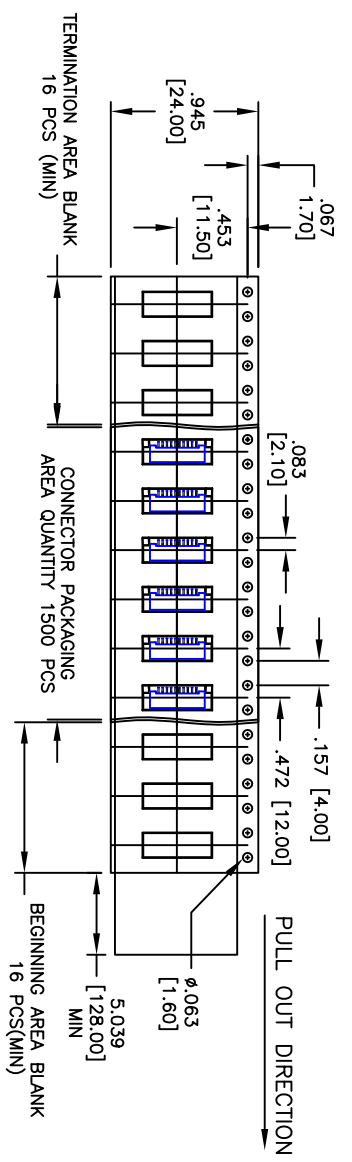 PULL OUT DIRECTION
.067
1.70]
.945
[24.00]
.453
[11.50]
.083
[2.10]
.157 [4.00]
.472 [12.00]
Ø.063
[1.60]
5.039
[128.00]
MIN
TERMINATION AREA BLANK
16 PCS (MIN)
CONNECTOR PACKAGING
AREA QUANTITY 1500 PCS
BEGINNING AREA BLANK
16 PCS(MIN)